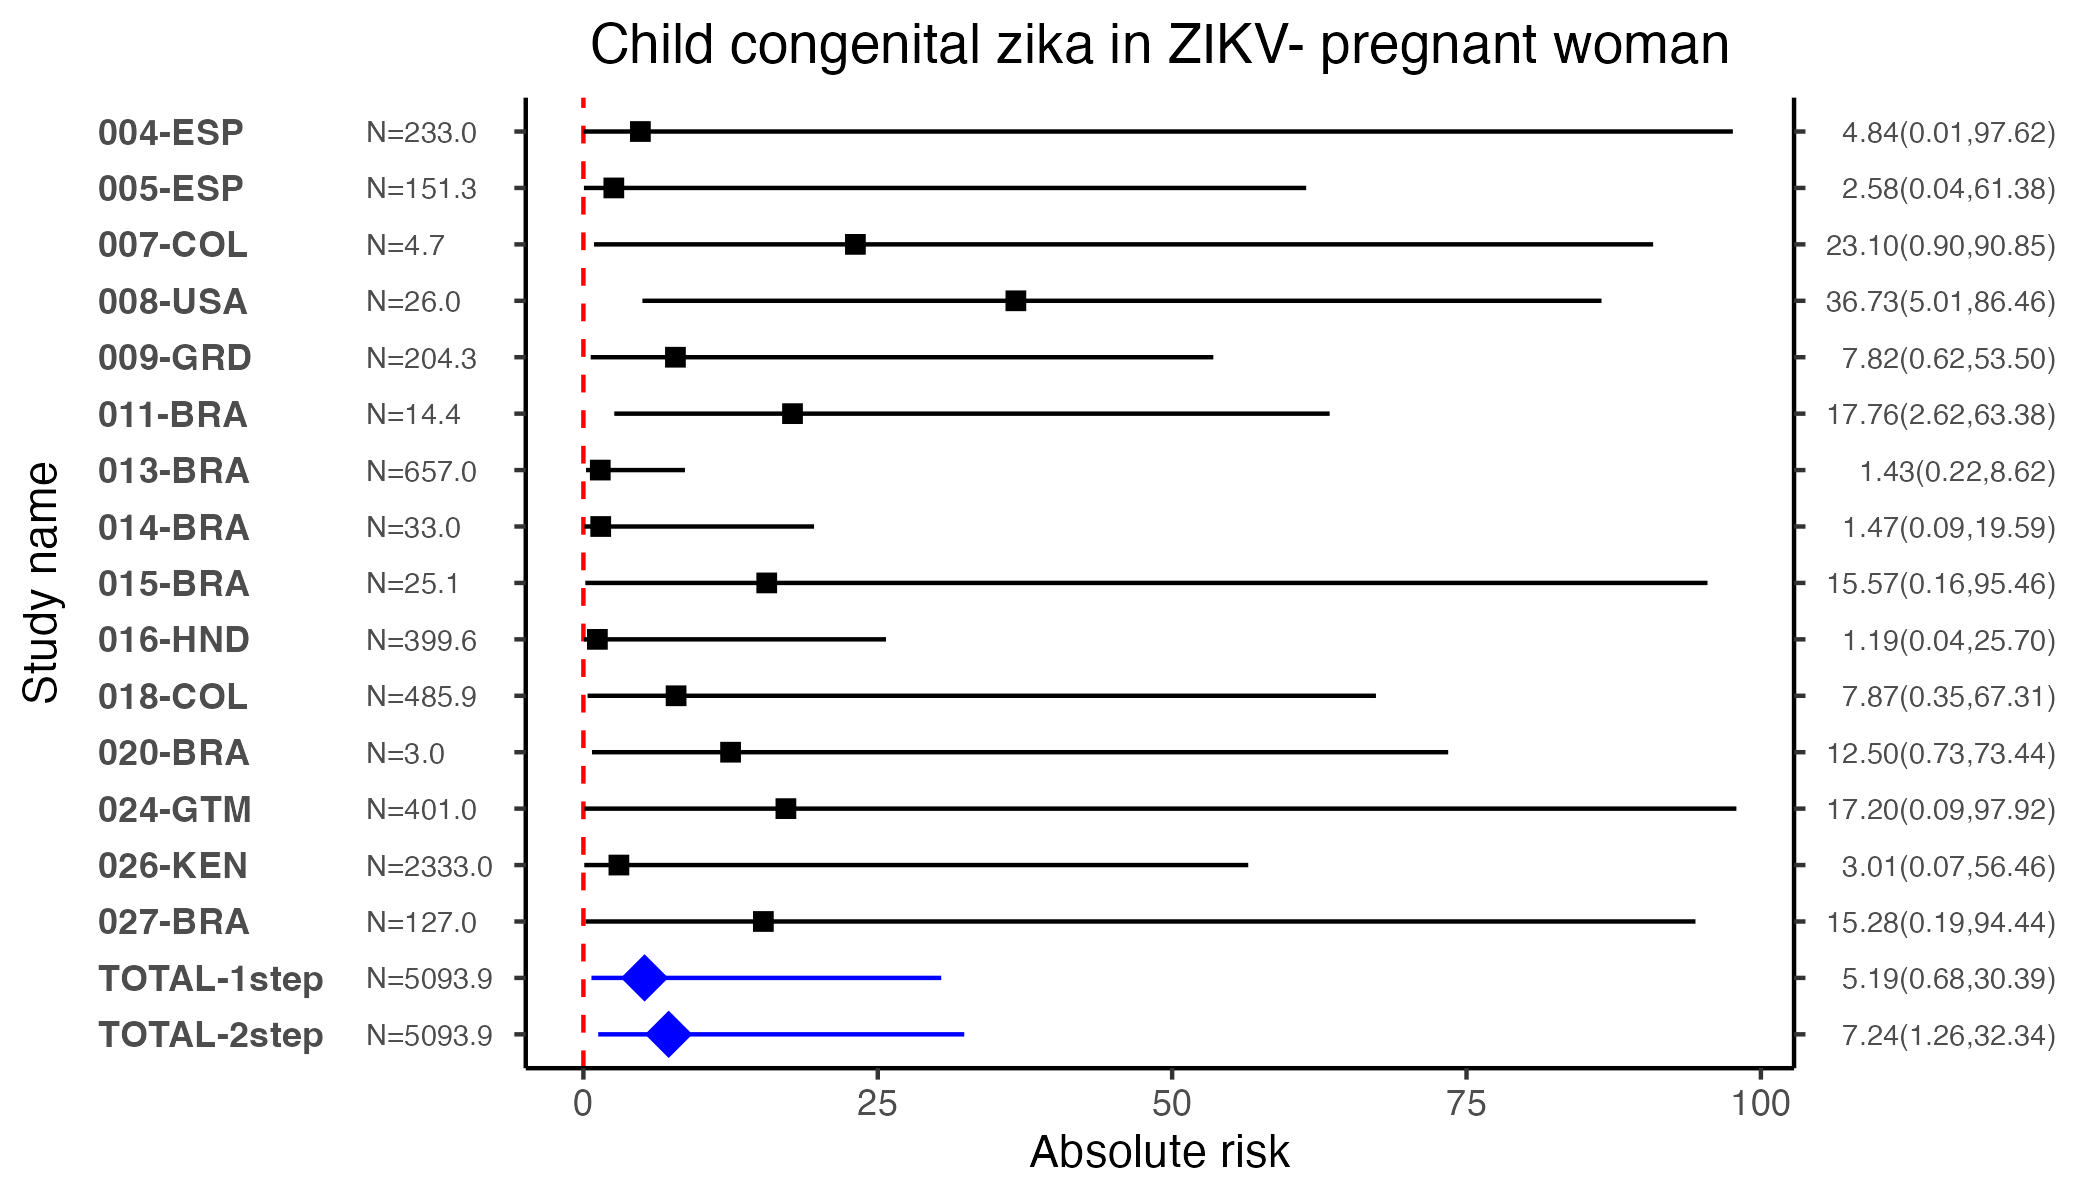 Child congenital zika in ZIKV- pregnant woman
Study name
004-ESP N=233.0 4.84(0.01,97.62)
005-ESP N=151.3 2.58(0.04,61.38)
007-COL N=4.7 23.10(0.90,90.85)
008-USA N=26.0 36.73(5.01,86.46)
009-GRD N=204.3 7.82(0.62,53.50)
011-BRA N=14.4 17.76(2.62,63.38)
013-BRA N=657.0 1.43(0.22,8.62)
014-BRA N=33.0 1.47(0.09,19.59)
015-BRA N=25.1 15.57(0.16,95.46)
016-HND N=399.6 1.19(0.04,25.70)
018-COL N=485.9 7.87(0.35,67.31)
020-BRA N=3.0 12.50(0.73,73.44)
024-GTM N=401.0 17.20(0.09,97.92)
026-KEN N=2333.0 3.01(0.07,56.46)
027-BRA N=127.0 15.28(0.19,94.44)
TOTAL-1step N=5093.9 5.19(0.68,30.39)
TOTAL-2step N=5093.9 7.24(1.26,32.34)
0 25 50 75 100
Absolute risk